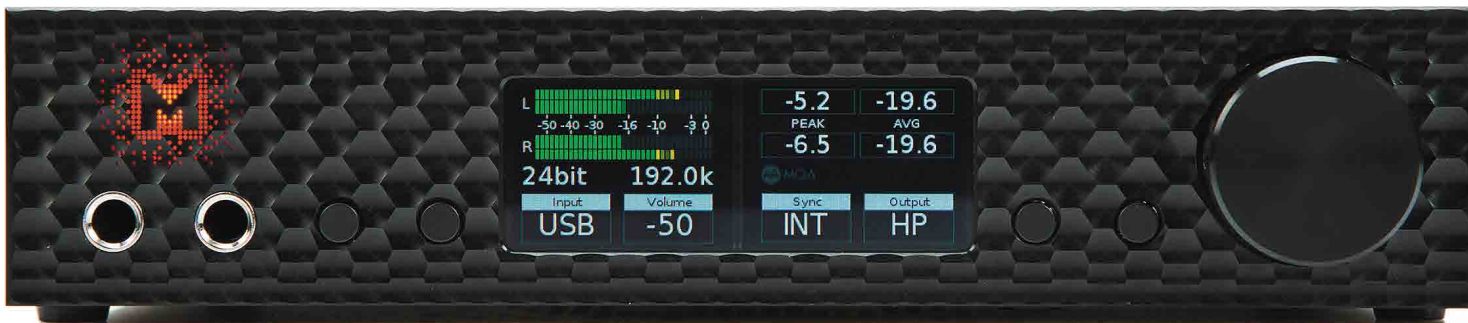 M
L
-50 -40 -30 -16 -10 -3 0
R
24bit 192.0k
Input Volume
USB -50
-5.2 -19.6
PEAK AVG
-6.5 -19.6
MQA
Sync Output
INT HP